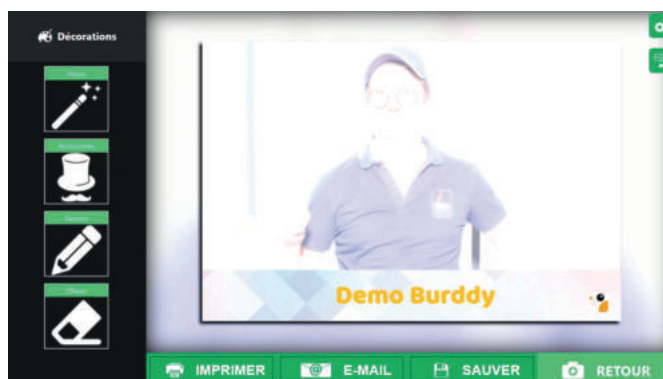 Décorations
Demo Burddy
IMPRIMER
E-MAIL
SAUVER
RETOUR